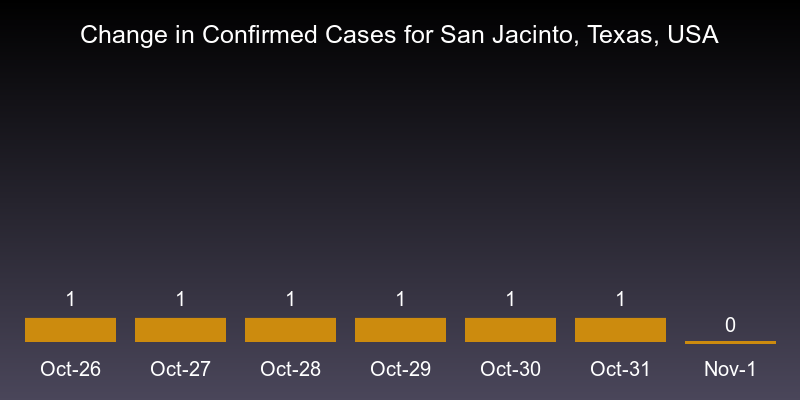 Change in Confirmed Cases for San Jacinto, Texas, USA
1 1 1 1 1 1 0
Oct-26 Oct-27 Oct-28 Oct-29 Oct-30 Oct-31 Nov-1